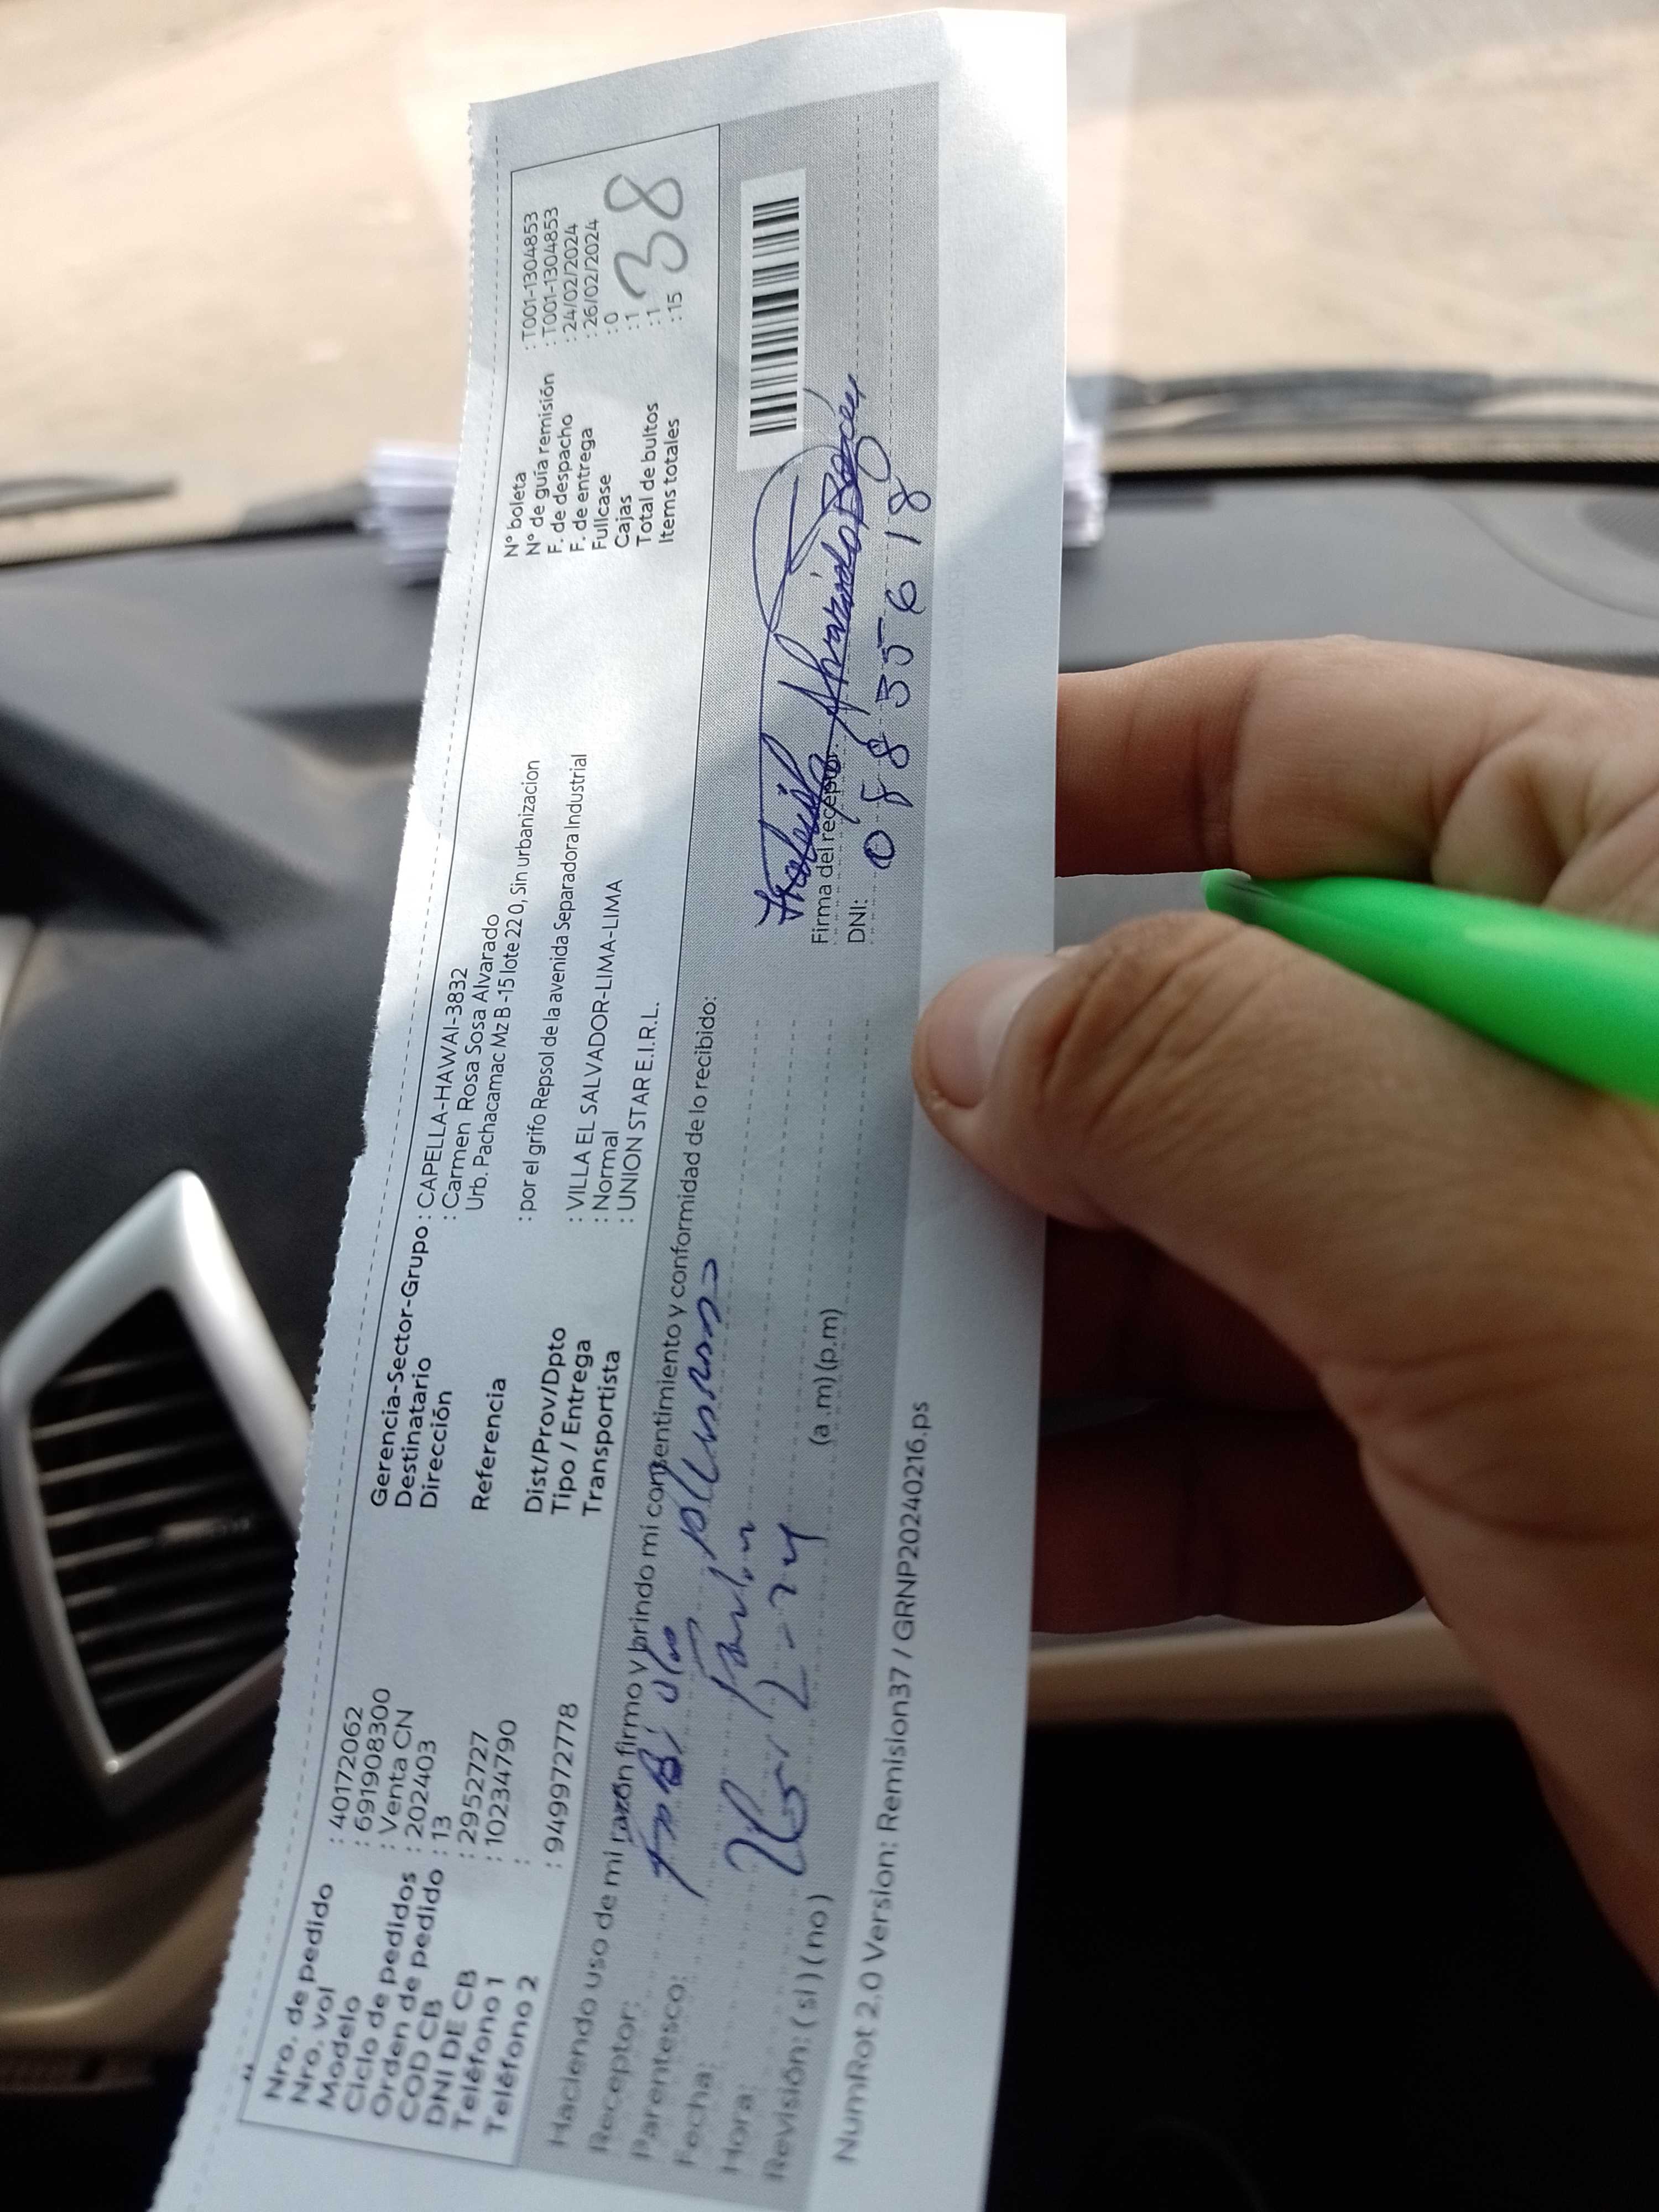 Nro. de pedido : 40172062
Nro. vol : 691908300
Modelo : Venta CN
Ciclo de pedidos : 202403
Orden de pedido : 13
COD CB : 2952727
DNI DE CB : 10234790
Teléfono 1 :
Teléfono 2 : 949972778
Gerencia-Sector-Grupo : CAPELLA-HAWAI-3832
Destinatario : Carmen Rosa Sosa Alvarado
Dirección Urb. Pachacamac Mz B -15 lote 22 0, Sin urbanizacion
Referencia : por el grifo Repsol de la avenida Separadora Industrial
Dist/Prov/Dpto : VILLA EL SALVADOR-LIMA-LIMA
Tipo / Entrega : Normal
Transportista : UNION STAR E.I.R.L.
N° boleta : T001-1304853
N° de guía remisión : T001-1304853
F. de despacho : 24/02/2024
F. de entrega : 26/02/2024
Fullcase : 0
Cajas : 1
Total de bultos : 1
Items totales : 15
38
Haciendo uso de mi razón firmo y brindo mi consentimiento y conformidad de lo recibido:
Receptor:
Parentesco:
Fecha:
Hora: (a.m) (p.m)
Revisión: ( si ) ( no )
Firma del receptor:
DNI: 08835618
NumRot 2.0 Version: Remision37 / GRNP20240216.ps